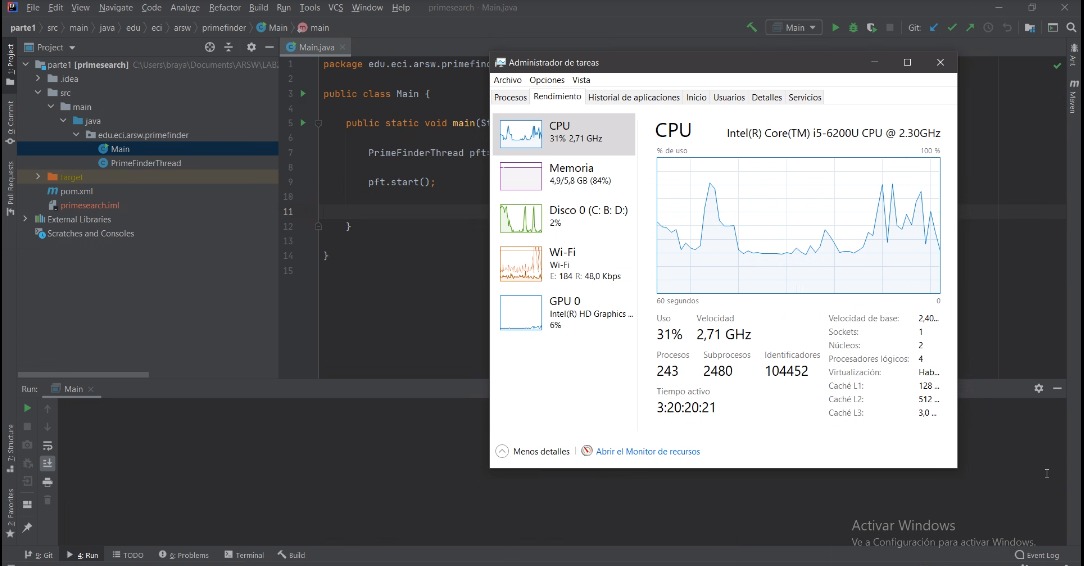 File Edit View Navigate Code Analyze Refactor Build Run Tools VCS Window Help primesearch - Main.java
parte1 src main java edu eci arsw primefinder Main main
Main Git:
Project
Main.java
1: Project
0: Commit
Pull Requests
7: Structure
2: Favorites
Ant
Maven
parte1 [primesearch] C:\Users\braya\Documents\ARSW\LAB
.idea
src
main
java
edu.eci.arsw.primefinder
Main
PrimeFinderThread
target
pom.xml
primesearch.iml
External Libraries
Scratches and Consoles
1 package edu.eci.arsw.primefind
2
3 public class Main {
4
5 public static void main(St
6
7 PrimeFinderThread pft=
8
9 pft.start();
10
11
12 }
13
14 }
15
Administrador de tareas
Archivo Opciones Vista
Procesos Rendimiento Historial de aplicaciones Inicio Usuarios Detalles Servicios
CPU
31% 2,71 GHz
Memoria
4,9/5,8 GB (84%)
Disco 0 (C: B: D:)
2%
Wi-Fi
Wi-Fi
E: 184 R: 48,0 Kbps
GPU 0
Intel(R) HD Graphics ...
6%
CPU Intel(R) Core(TM) i5-6200U CPU @ 2.30GHz
% de uso 100 %
60 segundos 0
Uso Velocidad
31% 2,71 GHz
Procesos Subprocesos Identificadores
243 2480 104452
Tiempo activo
3:20:20:21
Velocidad de base: 2,40...
Sockets: 1
Núcleos: 2
Procesadores lógicos: 4
Virtualización: Hab...
Caché L1: 128 ...
Caché L2: 512 ...
Caché L3: 3,0 ...
Menos detalles Abrir el Monitor de recursos
Run: Main
Activar Windows
Ve a Configuración para activar Windows.
9: Git 4: Run TODO 6: Problems Terminal Build Event Log